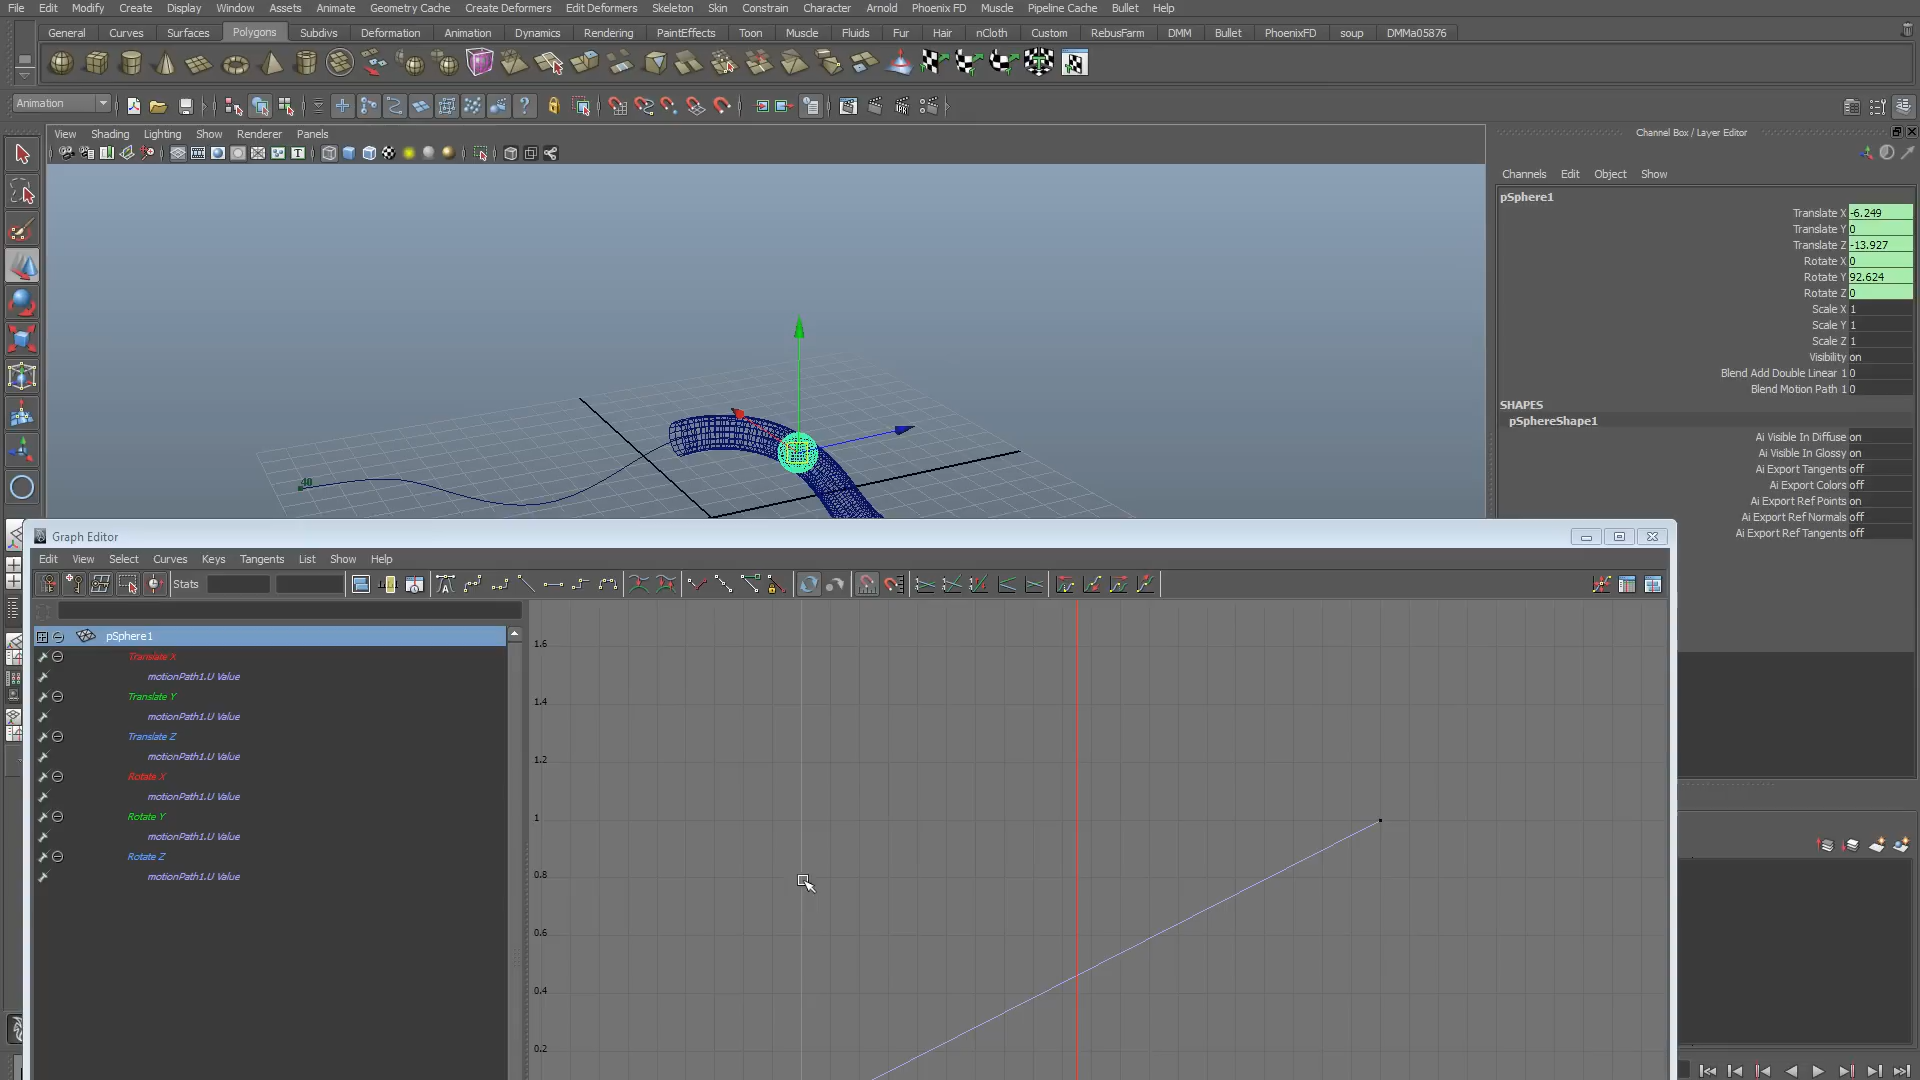 File Edit Modify Create Display Window Assets Animate Geometry Cache Create Deformers Edit Deformers Skeleton Skin Constrain Character Arnold Phoenix FD Muscle Pipeline Cache Bullet Help
General Curves Surfaces Polygons Subdivs Deformation Animation Dynamics Rendering PaintEffects Toon Muscle Fluids Fur Hair nCloth Custom RebusFarm DMM Bullet PhoenixFD soup DMMa05876
Animation
Channel Box / Layer Editor
View Shading Lighting Show Renderer Panels
Channels Edit Object Show
pSphere1
Translate X -6.249
Translate Y 0
Translate Z -13.927
Rotate X 0
Rotate Y 92.624
Rotate Z 0
Scale X 1
Scale Y 1
Scale Z 1
Visibility on
Blend Add Double Linear 1 0
Blend Motion Path 1 0
SHAPES
pSphereShape1
Ai Visible In Diffuse on
Ai Visible In Glossy on
Ai Export Tangents off
Ai Export Colors off
Ai Export Ref Points on
Ai Export Ref Normals off
Ai Export Ref Tangents off
40
Graph Editor
Edit View Select Curves Keys Tangents List Show Help
Stats
pSphere1
Translate X
motionPath1.U Value
Translate Y
motionPath1.U Value
Translate Z
motionPath1.U Value
Rotate X
motionPath1.U Value
Rotate Y
motionPath1.U Value
Rotate Z
motionPath1.U Value
1.6
1.4
1.2
1
0.8
0.6
0.4
0.2